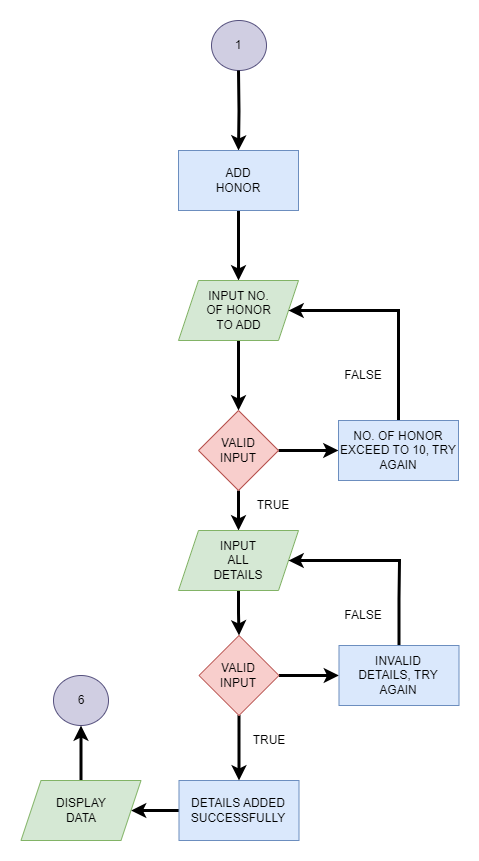 1
ADD
HONOR
INPUT NO.
OF HONOR
TO ADD
FALSE
VALID
INPUT
NO. OF HONOR
EXCEED TO 10, TRY
AGAIN
TRUE
INPUT
ALL
DETAILS
FALSE
VALID
INPUT
INVALID
DETAILS, TRY
AGAIN
6
TRUE
DISPLAY
DATA
DETAILS ADDED
SUCCESSFULLY